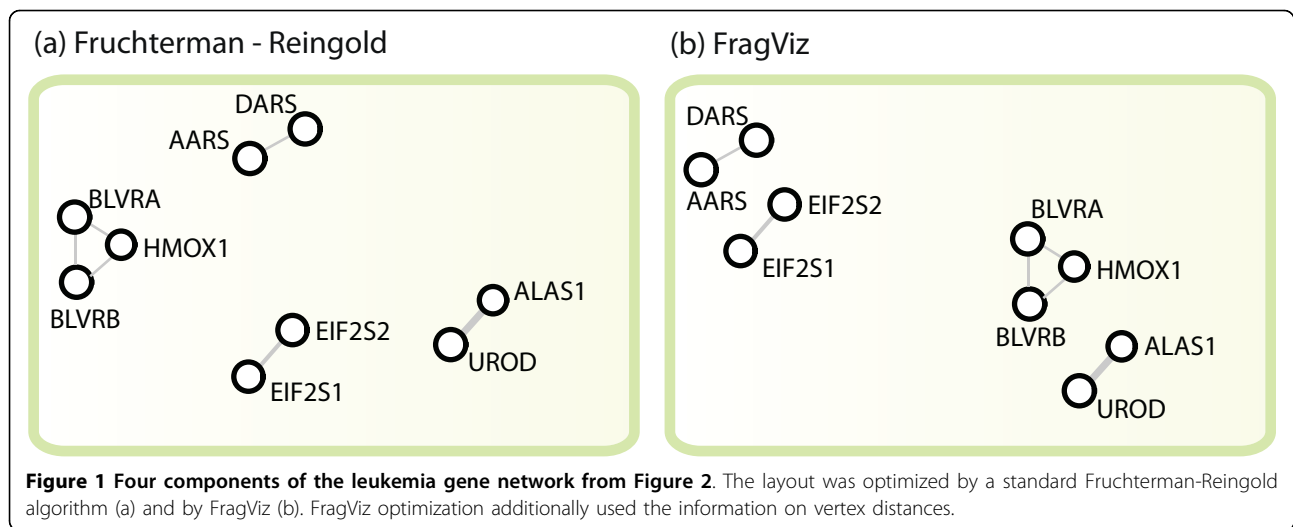 (a) Fruchterman - Reingold
DARS
AARS
BLVRA
HMOX1
BLVRB
ALAS1
EIF2S2
UROD
EIF2S1
(b) FragViz
DARS
AARS
EIF2S2
EIF2S1
BLVRA
HMOX1
BLVRB
ALAS1
UROD
Figure 1 Four components of the leukemia gene network from Figure 2. The layout was optimized by a standard Fruchterman-Reingold
algorithm (a) and by FragViz (b). FragViz optimization additionally used the information on vertex distances.